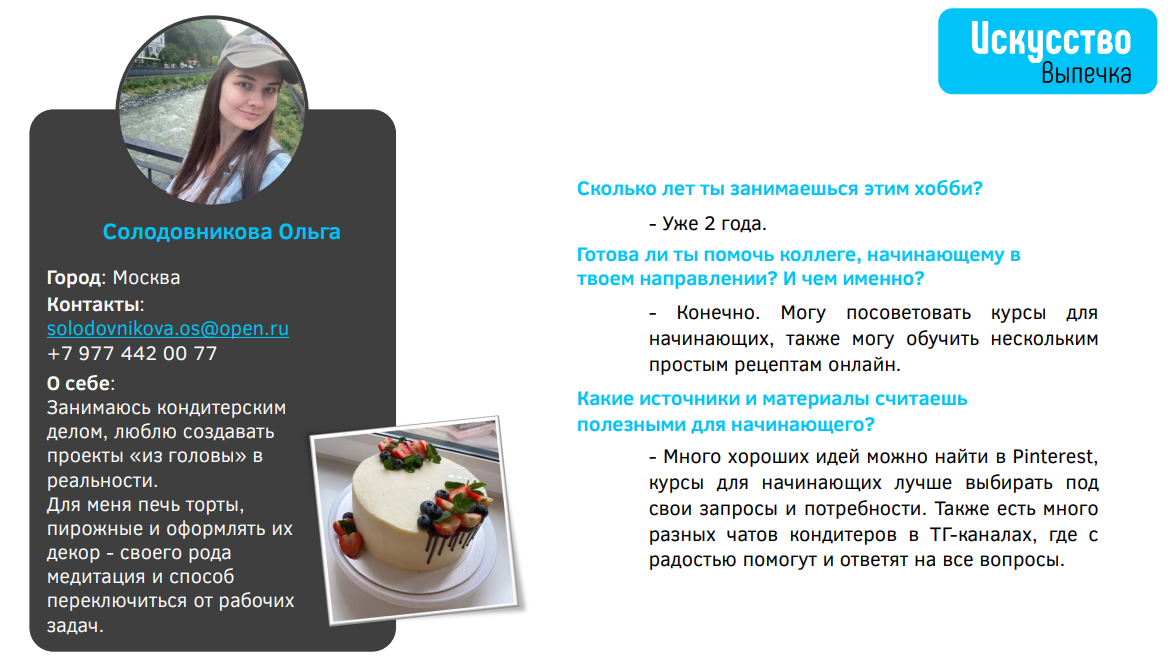 Искусство
Выпечка
Солодовникова Ольга
Город: Москва
Контакты:
solodovnikova.os@open.ru
+7 977 442 00 77
О себе:
Занимаюсь кондитерским
делом, люблю создавать
проекты «из головы» в
реальности.
Для меня печь торты,
пирожные и оформлять их
декор - своего рода
медитация и способ
переключиться от рабочих
задач.
Сколько лет ты занимаешься этим хобби?
- Уже 2 года.
Готова ли ты помочь коллеге, начинающему в
твоем направлении? И чем именно?
- Конечно. Могу посоветовать курсы для
начинающих, также могу обучить нескольким
простым рецептам онлайн.
Какие источники и материалы считаешь
полезными для начинающего?
- Много хороших идей можно найти в Pinterest,
курсы для начинающих лучше выбирать под
свои запросы и потребности. Также есть много
разных чатов кондитеров в ТГ-каналах, где с
радостью помогут и ответят на все вопросы.